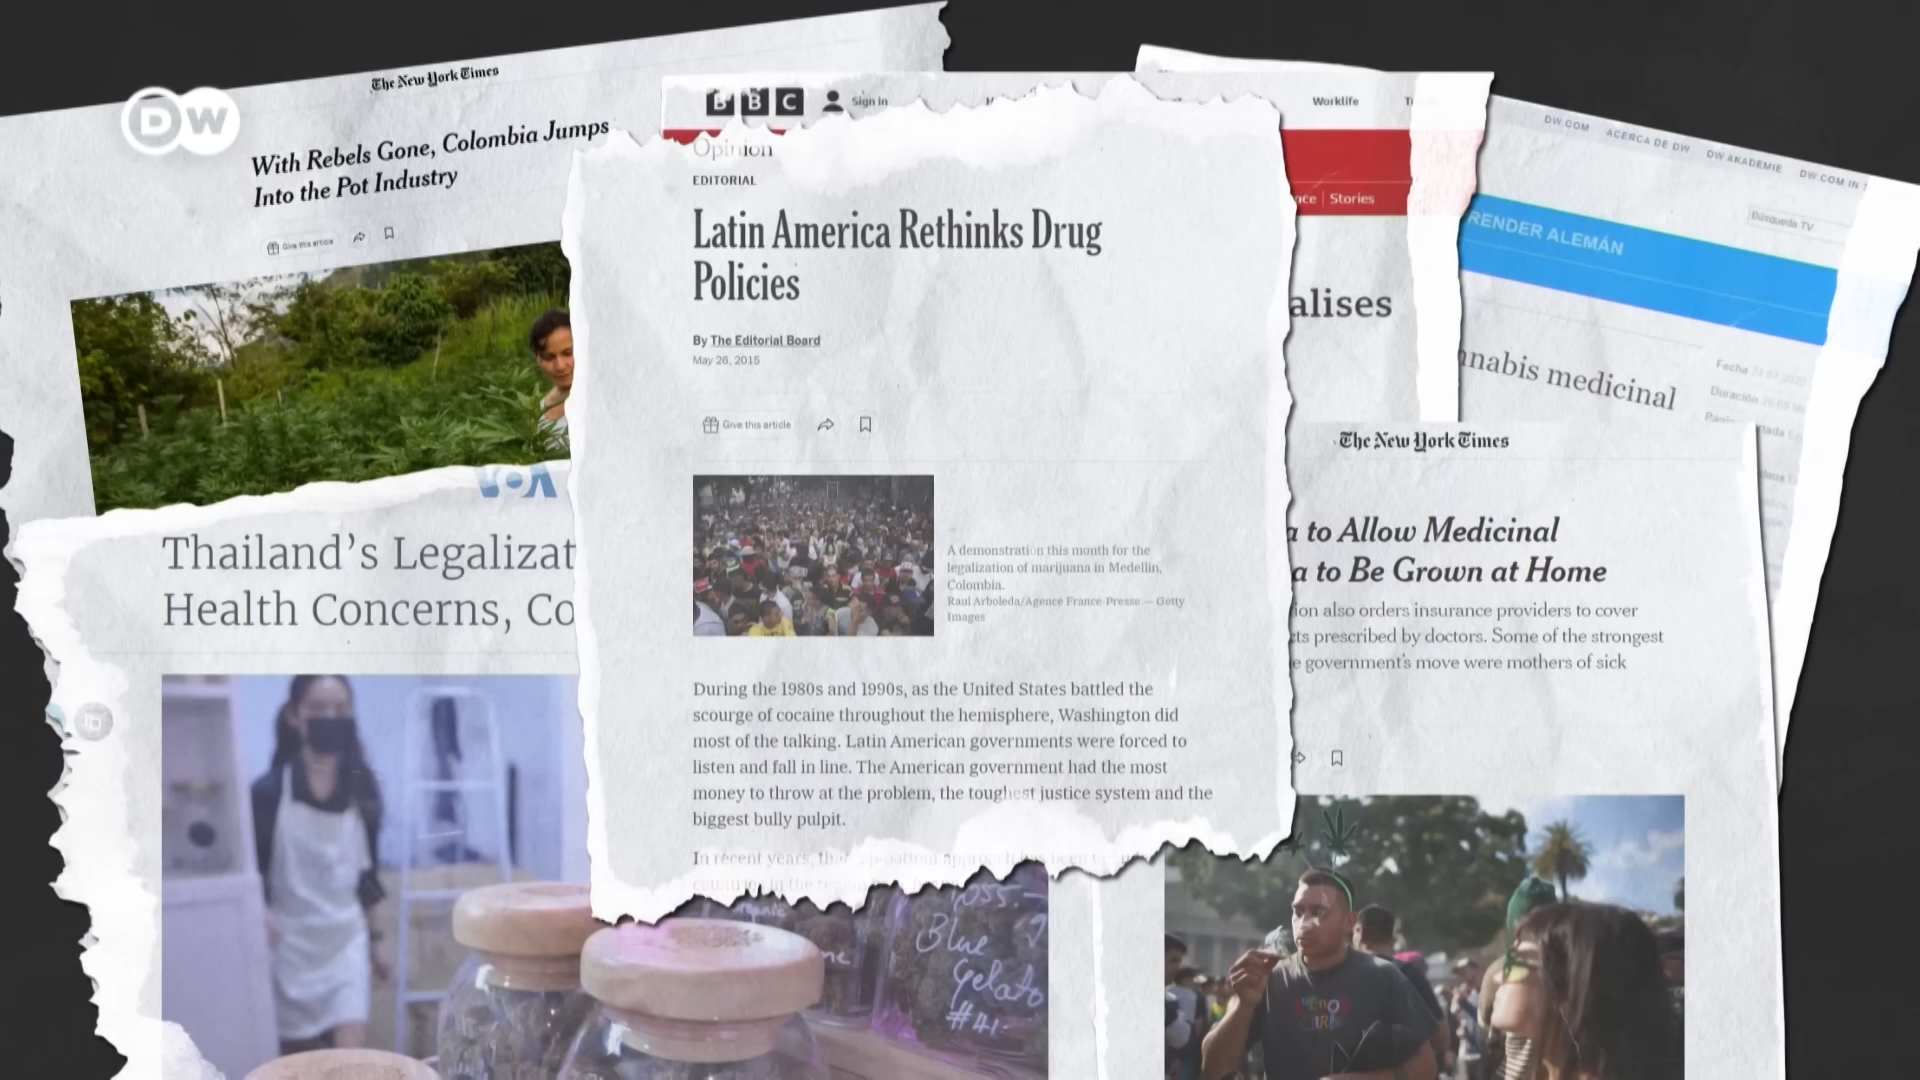 DW
The New York Times
With Rebels Gone, Colombia Jumps
Into the Pot Industry
Give this article
VOA
Thailand's Legalizat
Health Concerns, Co
BBC
Sign in
Worklife
Stories
alises
Opinion
EDITORIAL
Latin America Rethinks Drug
Policies
By The Editorial Board
May 26, 2015
Give this article
A demonstration this month for the
legalization of marijuana in Medellin,
Colombia.
Raul Arboleda/Agence France-Presse — Getty
Images
During the 1980s and 1990s, as the United States battled the
scourge of cocaine throughout the hemisphere, Washington did
most of the talking. Latin American governments were forced to
listen and fall in line. The American government had the most
money to throw at the problem, the toughest justice system and the
biggest bully pulpit.
In recent years,
Blue
Gelato
#41
DW.COM
ACERCA DE DW
DW AKADEMIE
DW.COM IN
Búsqueda TV
RENDER ALEMÁN
nnabis medicinal
Fecha
Duración
The New York Times
a to Allow Medicinal
a to Be Grown at Home
ion also orders insurance providers to cover
cts prescribed by doctors. Some of the strongest
e government's move were mothers of sick